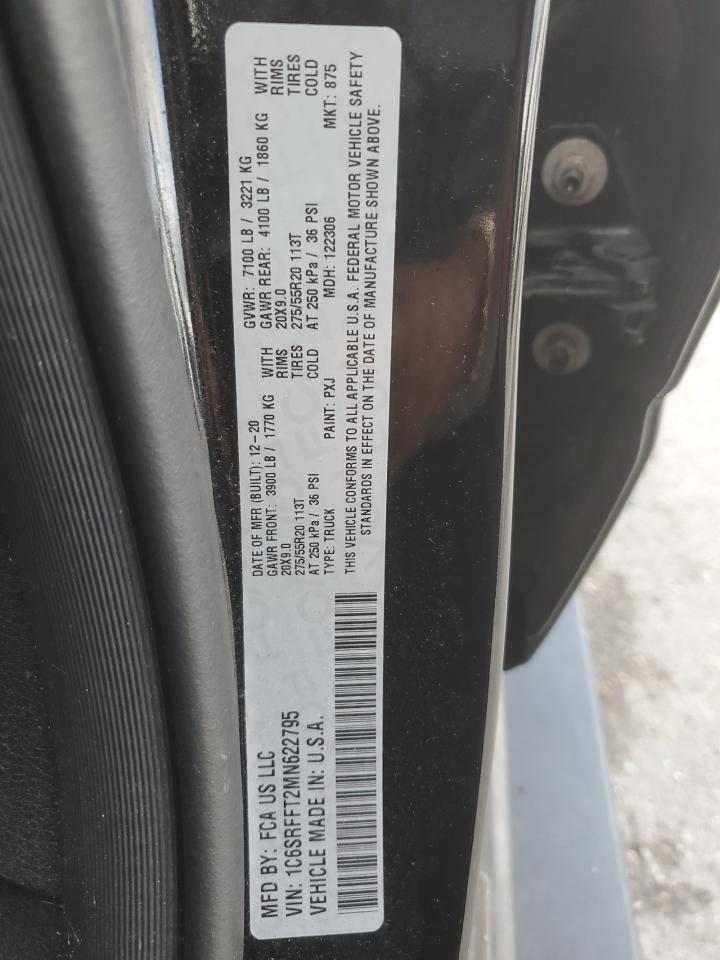 MFD BY: FCA US LLC
VIN: 1C6SRFFT2MN622795
VEHICLE MADE IN: U.S.A.
DATE OF MFR (BUILT): 12-20 GVWR: 7100 LB / 3221 KG
GAWR FRONT: 3900 LB / 1770 KG WITH GAWR REAR: 4100 LB / 1860 KG WITH
20X9.0 RIMS 20X9.0 RIMS
275/55R20 113T TIRES 275/55R20 113T TIRES
AT 250 kPa / 36 PSI COLD AT 250 kPa / 36 PSI COLD
TYPE: TRUCK PAINT: PXJ MDH: 122306 MKT: 875
THIS VEHICLE CONFORMS TO ALL APPLICABLE U.S.A. FEDERAL MOTOR VEHICLE SAFETY
STANDARDS IN EFFECT ON THE DATE OF MANUFACTURE SHOWN ABOVE.